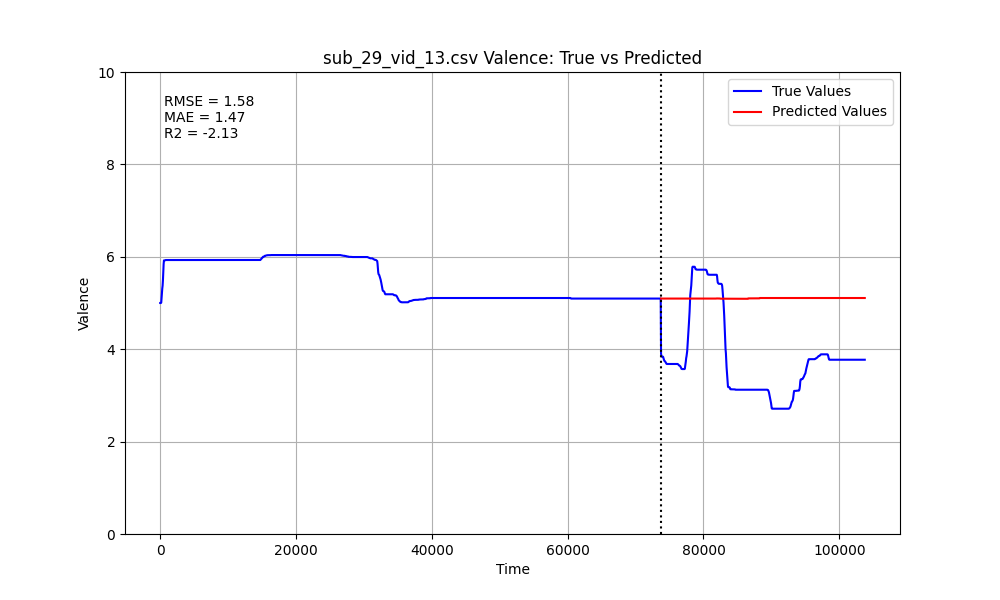 sub_29_vid_13.csv Valence: True vs Predicted
RMSE = 1.58
MAE = 1.47
R2 = -2.13
True Values
Predicted Values
10
8
6
4
2
0
Valence
0 20000 40000 60000 80000 100000
Time